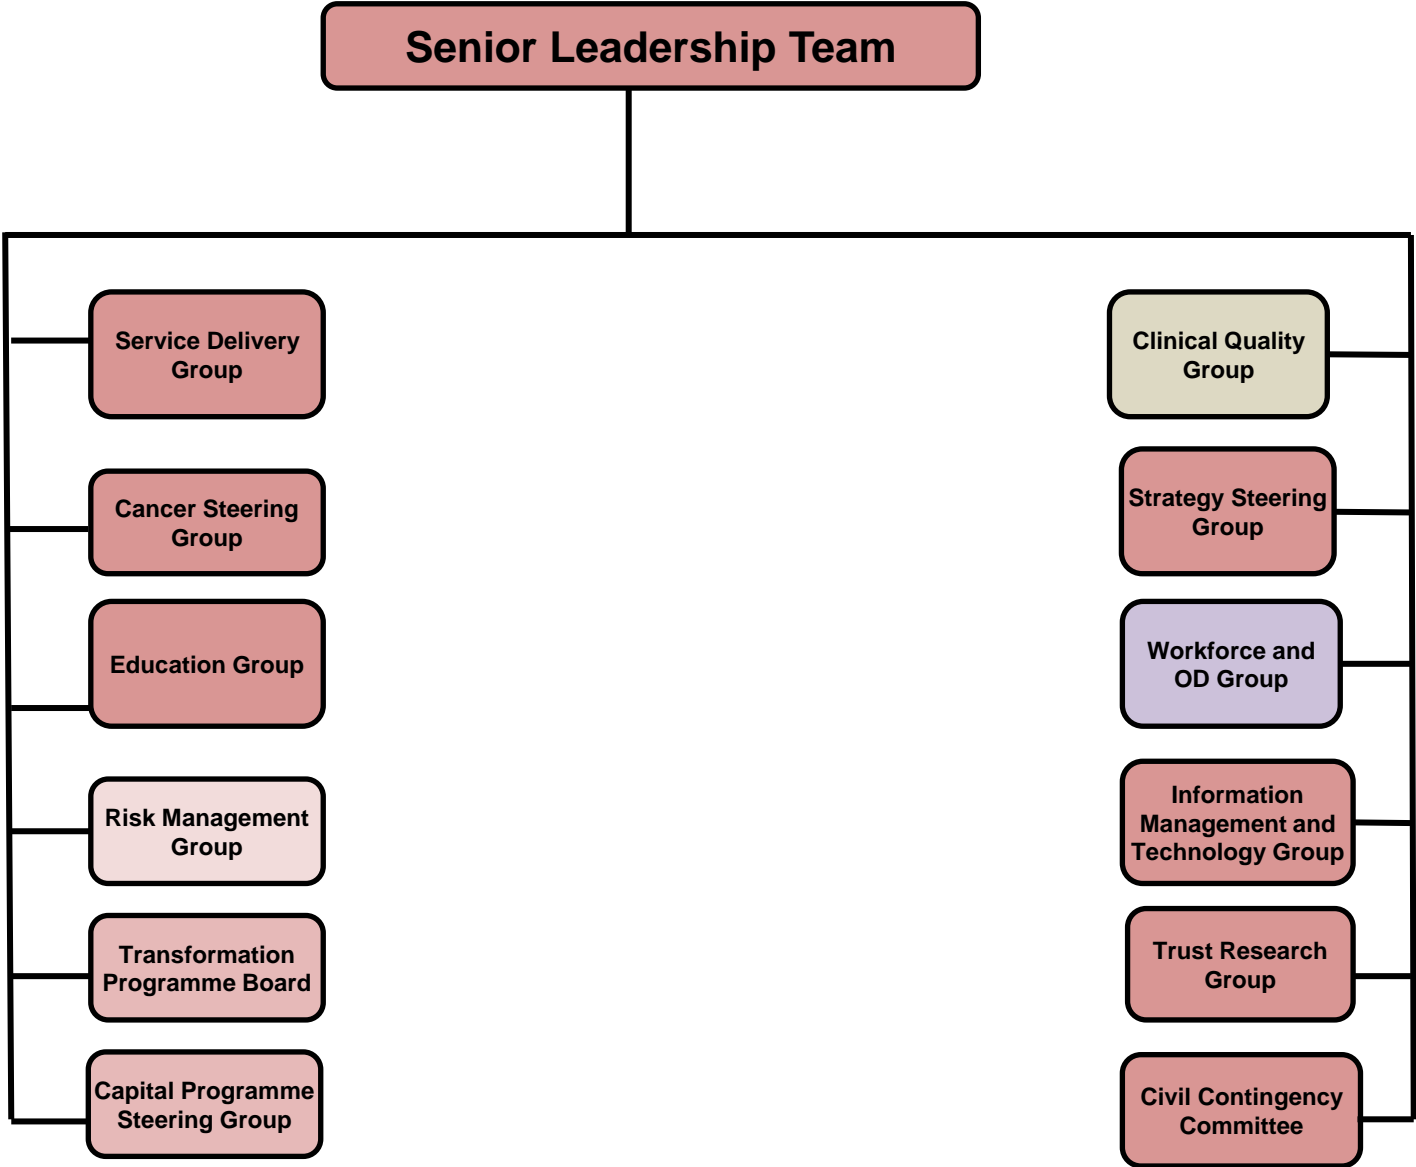 Senior Leadership Team
Service Delivery
Group
Cancer Steering
Group
Education Group
Risk Management
Group
Transformation
Programme Board
Capital Programme
Steering Group
Clinical Quality
Group
Strategy Steering
Group
Workforce and
OD Group
Information
Management and
Technology Group
Trust Research
Group
Civil Contingency
Committee